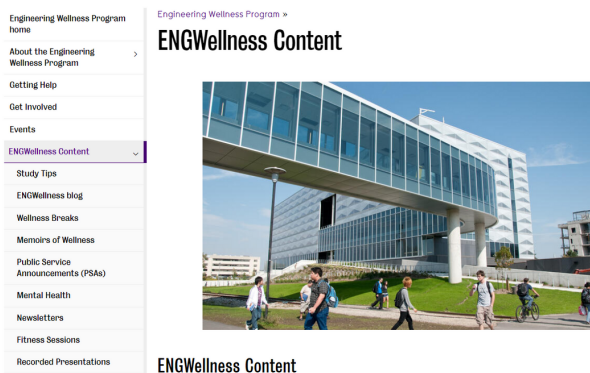 Engineering Wellness Program
home
About the Engineering
Wellness Program
Getting Help
Get Involved
Events
ENGWellness Content
Study Tips
ENGWellness blog
Wellness Breaks
Memoirs of Wellness
Public Service
Announcements (PSAs)
Mental Health
Newsletters
Fitness Sessions
Recorded Presentations
Engineering Wellness Program »
ENGWellness Content
ENGWellness Content